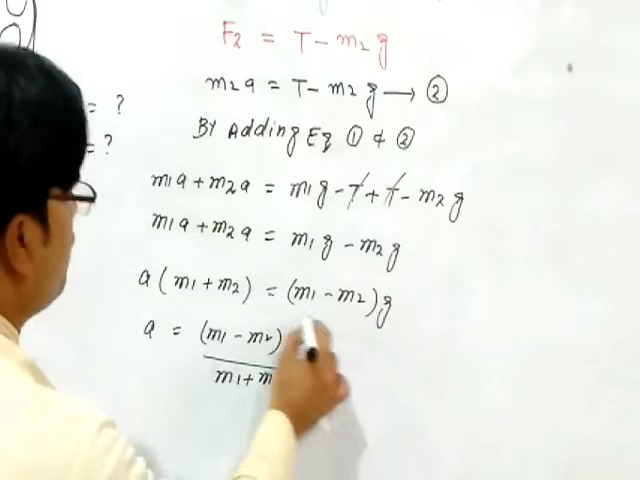 F2 = T - m2 g
m2 a = T - m2 g → ②
= ?
By Adding Eq ① & ②
= ?
m1 a + m2 a = m1 g - T + T - m2 g
m1 a + m2 a = m1 g - m2 g
a ( m1 + m2 ) = (m1 - m2) g
a = (m1 - m2)
m1 + m